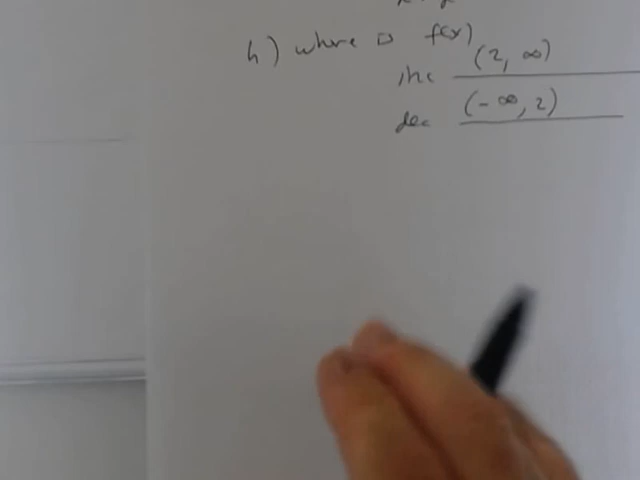 h) where is f(x)
inc (2, ∞)
dec (-∞, 2)